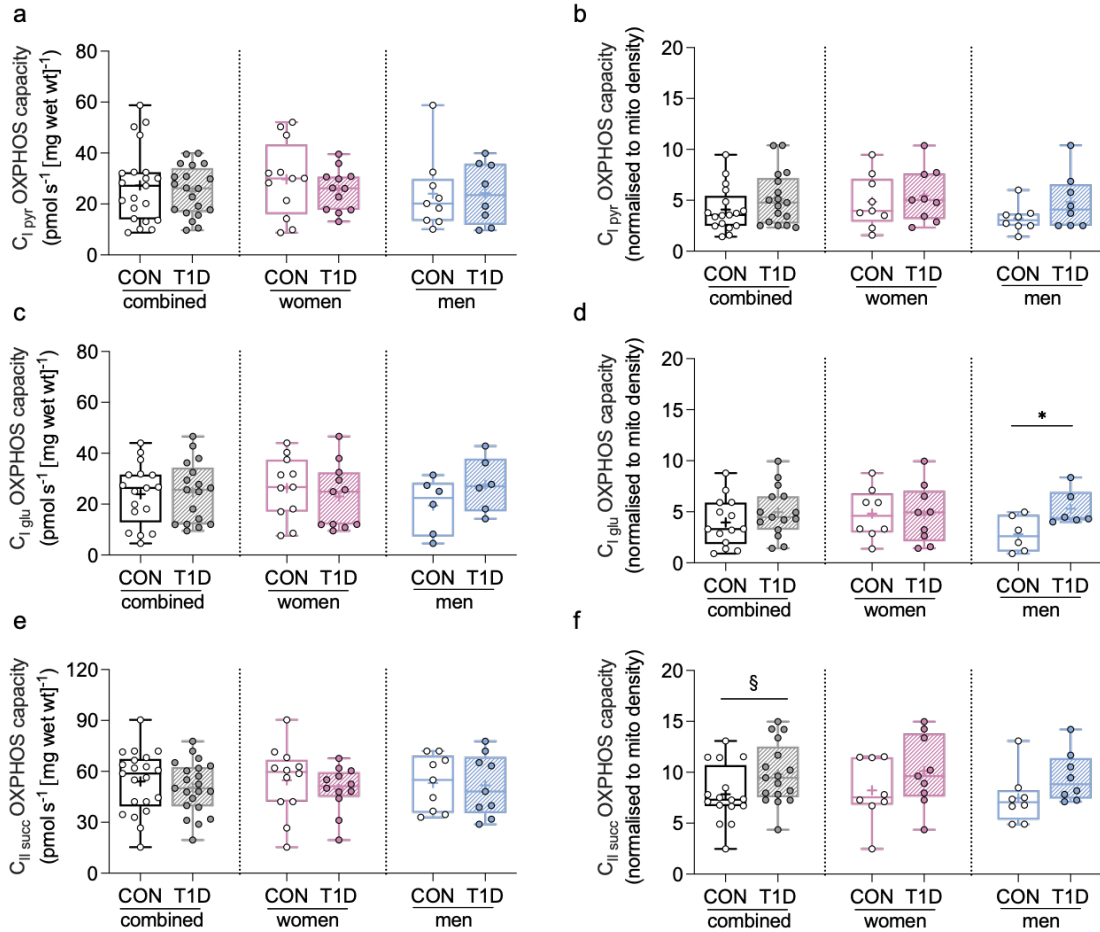 a
C_I pyr OXPHOS capacity
(pmol s⁻¹ [mg wet wt]⁻¹)
80
60
40
20
0
CON T1D CON T1D CON T1D
combined women men
b
C_I pyr OXPHOS capacity
(normalised to mito density)
20
15
10
5
0
CON T1D CON T1D CON T1D
combined women men
c
C_I glu OXPHOS capacity
(pmol s⁻¹ [mg wet wt]⁻¹)
80
60
40
20
0
CON T1D CON T1D CON T1D
combined women men
d
C_I glu OXPHOS capacity
(normalised to mito density)
20
15
10
5
0
*
CON T1D CON T1D CON T1D
combined women men
e
C_II succ OXPHOS capacity
(pmol s⁻¹ [mg wet wt]⁻¹)
120
90
60
30
0
CON T1D CON T1D CON T1D
combined women men
f
C_II succ OXPHOS capacity
(normalised to mito density)
20
15
10
5
0
§
CON T1D CON T1D CON T1D
combined women men